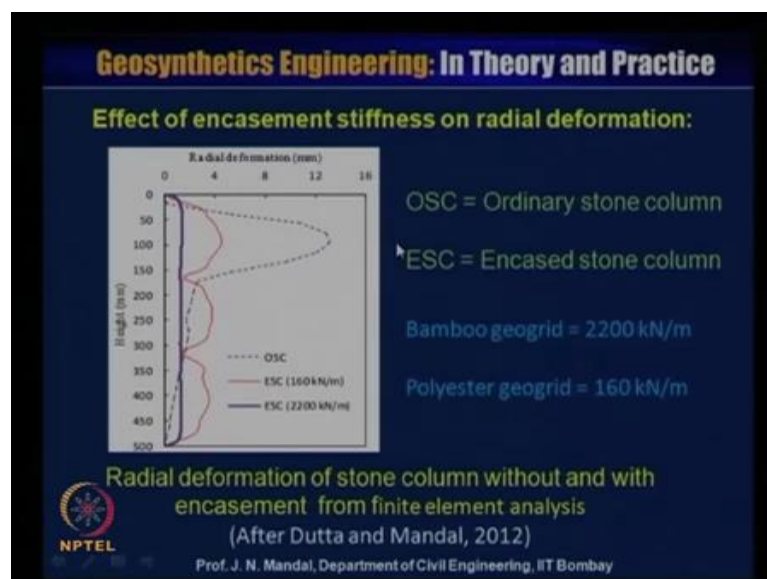 Geosynthetics Engineering: In Theory and Practice
Effect of encasement stiffness on radial deformation:
Radial deformation (mm)
0 4 8 12 16
0
50
100
150
200
250
300
350
400
450
500
Height (mm)
OSC
ESC (160 kN/m)
ESC (2200 kN/m)
OSC = Ordinary stone column
ESC = Encased stone column
Bamboo geogrid = 2200 kN/m
Polyester geogrid = 160 kN/m
Radial deformation of stone column without and with
encasement from finite element analysis
(After Dutta and Mandal, 2012)
NPTEL
Prof. J. N. Mandal, Department of Civil Engineering, IIT Bombay